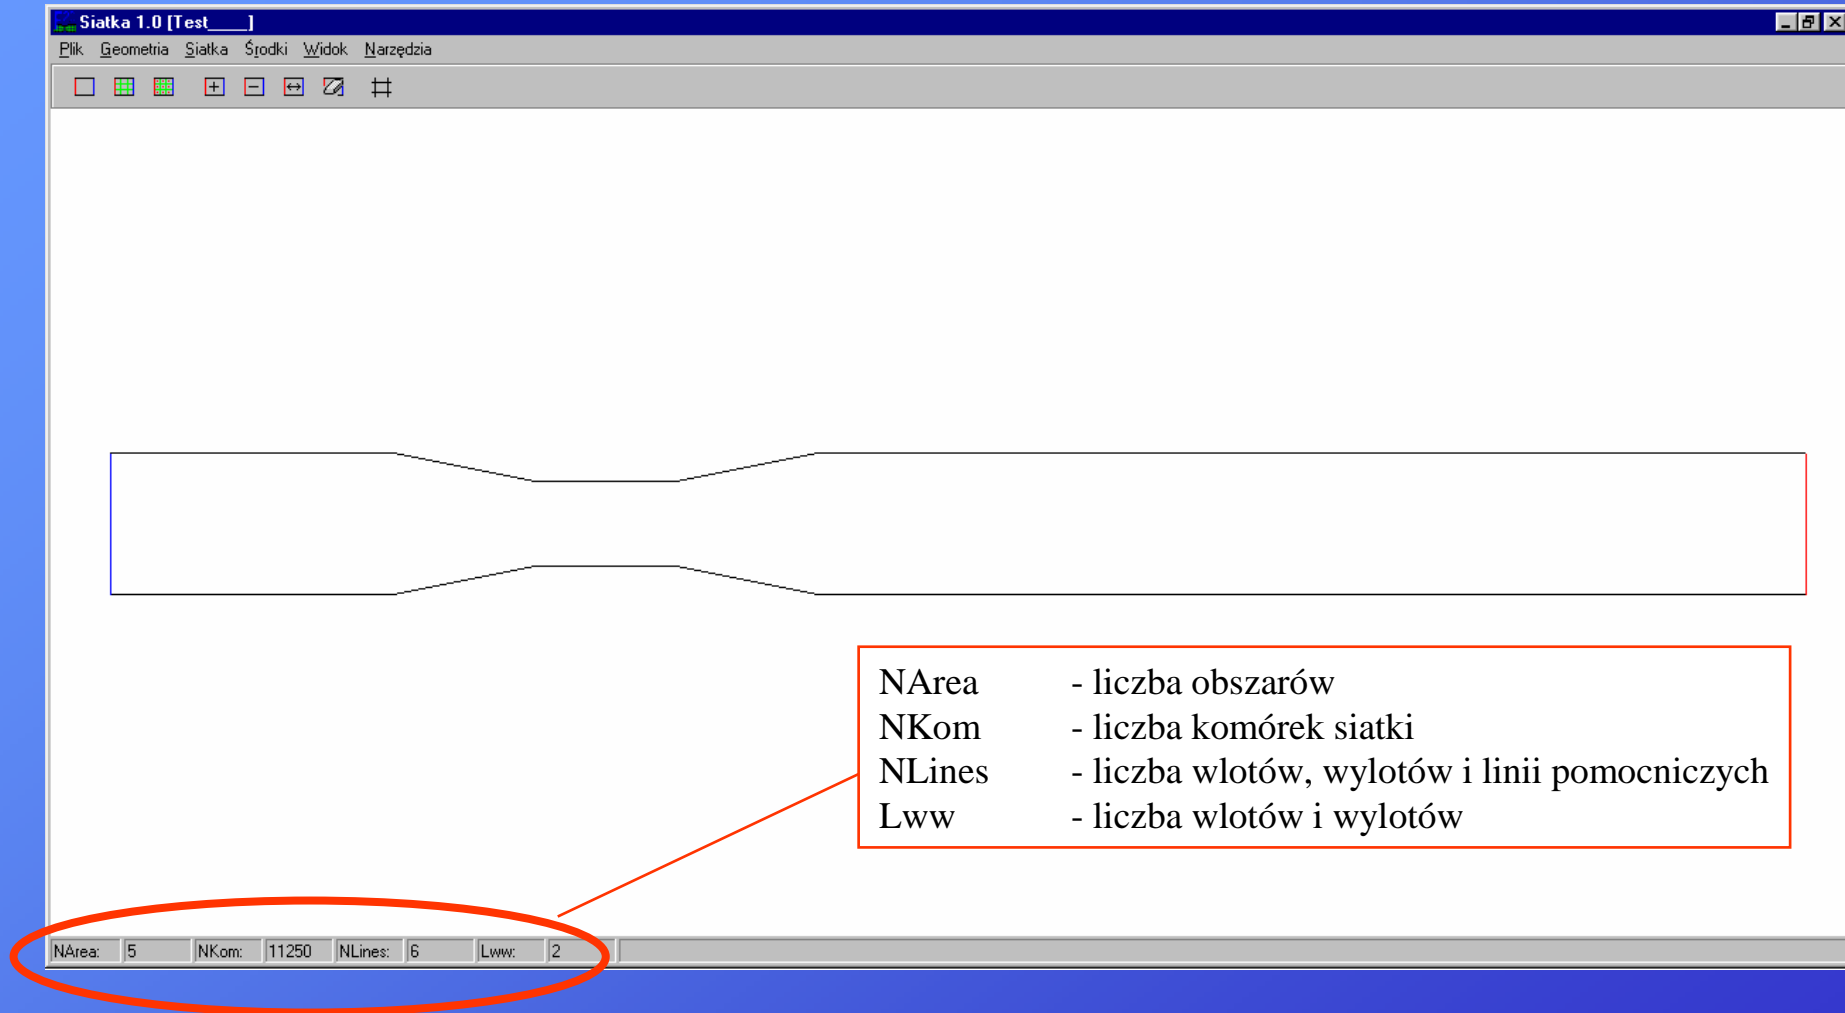 Siatka 1.0 [Test____]
Plik Geometria Siatka Środki Widok Narzędzia
NArea - liczba obszarów
NKom - liczba komórek siatki
NLines - liczba wlotów, wylotów i linii pomocniczych
Lww - liczba wlotów i wylotów
NArea: 5 NKom: 11250 NLines: 6 Lww: 2